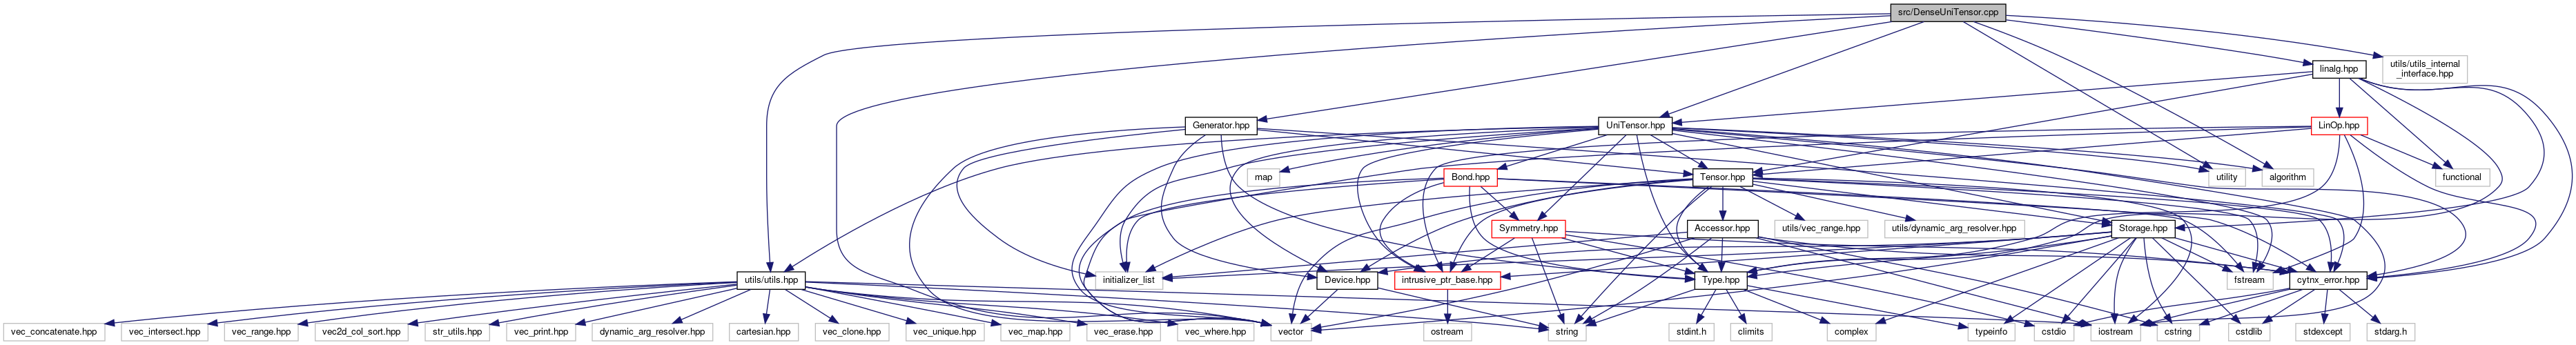 src/DenseUniTensor.cpp
linalg.hpp
utils/utils_internal
_interface.hpp
Generator.hpp
UniTensor.hpp
LinOp.hpp
map
Bond.hpp
Tensor.hpp
utility
algorithm
functional
Symmetry.hpp
Accessor.hpp
utils/vec_range.hpp
utils/dynamic_arg_resolver.hpp
Storage.hpp
utils/utils.hpp
initializer_list
Device.hpp
intrusive_ptr_base.hpp
Type.hpp
fstream
cytnx_error.hpp
vec_concatenate.hpp
vec_intersect.hpp
vec_range.hpp
vec2d_col_sort.hpp
str_utils.hpp
vec_print.hpp
dynamic_arg_resolver.hpp
cartesian.hpp
vec_clone.hpp
vec_unique.hpp
vec_map.hpp
vec_erase.hpp
vec_where.hpp
vector
string
ostream
stdint.h
climits
complex
typeinfo
cstdio
iostream
cstring
cstdlib
stdexcept
stdarg.h